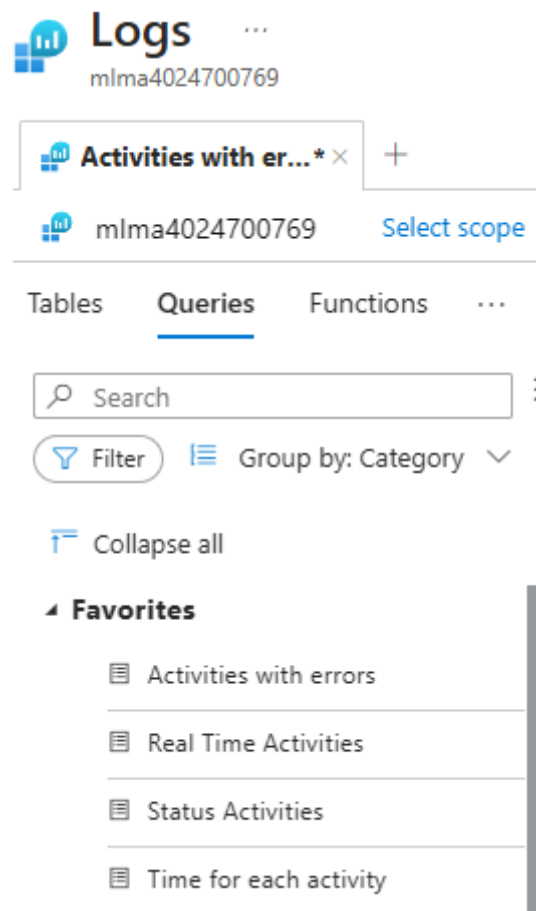 Logs ...
mlma4024700769
Activities with er...* × +
mlma4024700769 Select scope
Tables Queries Functions ...
Search
Filter Group by: Category
Collapse all
Favorites
Activities with errors
Real Time Activities
Status Activities
Time for each activity